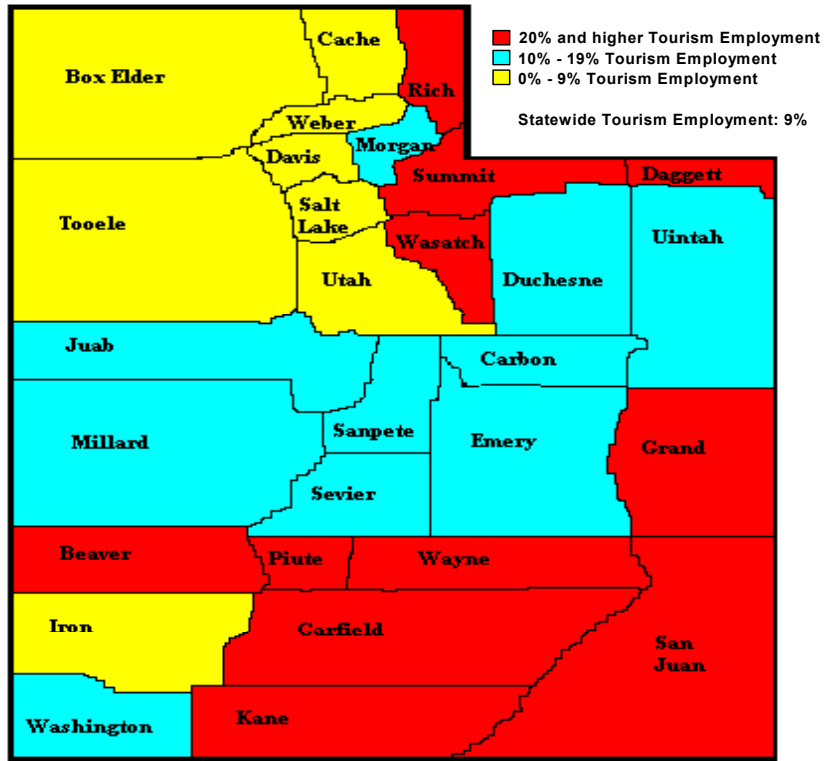 20% and higher Tourism Employment
10% - 19% Tourism Employment
0% - 9% Tourism Employment
Statewide Tourism Employment: 9%
Cache
Box Elder
Rich
Weber
Morgan
Davis
Summit
Daggett
Salt
Lake
Tooele
Wasatch
Uintah
Utah
Duchesne
Juab
Carbon
Sanpete
Millard
Emery
Grand
Sevier
Beaver
Piute
Wayne
Iron
Garfield
San
Juan
Washington
Kane